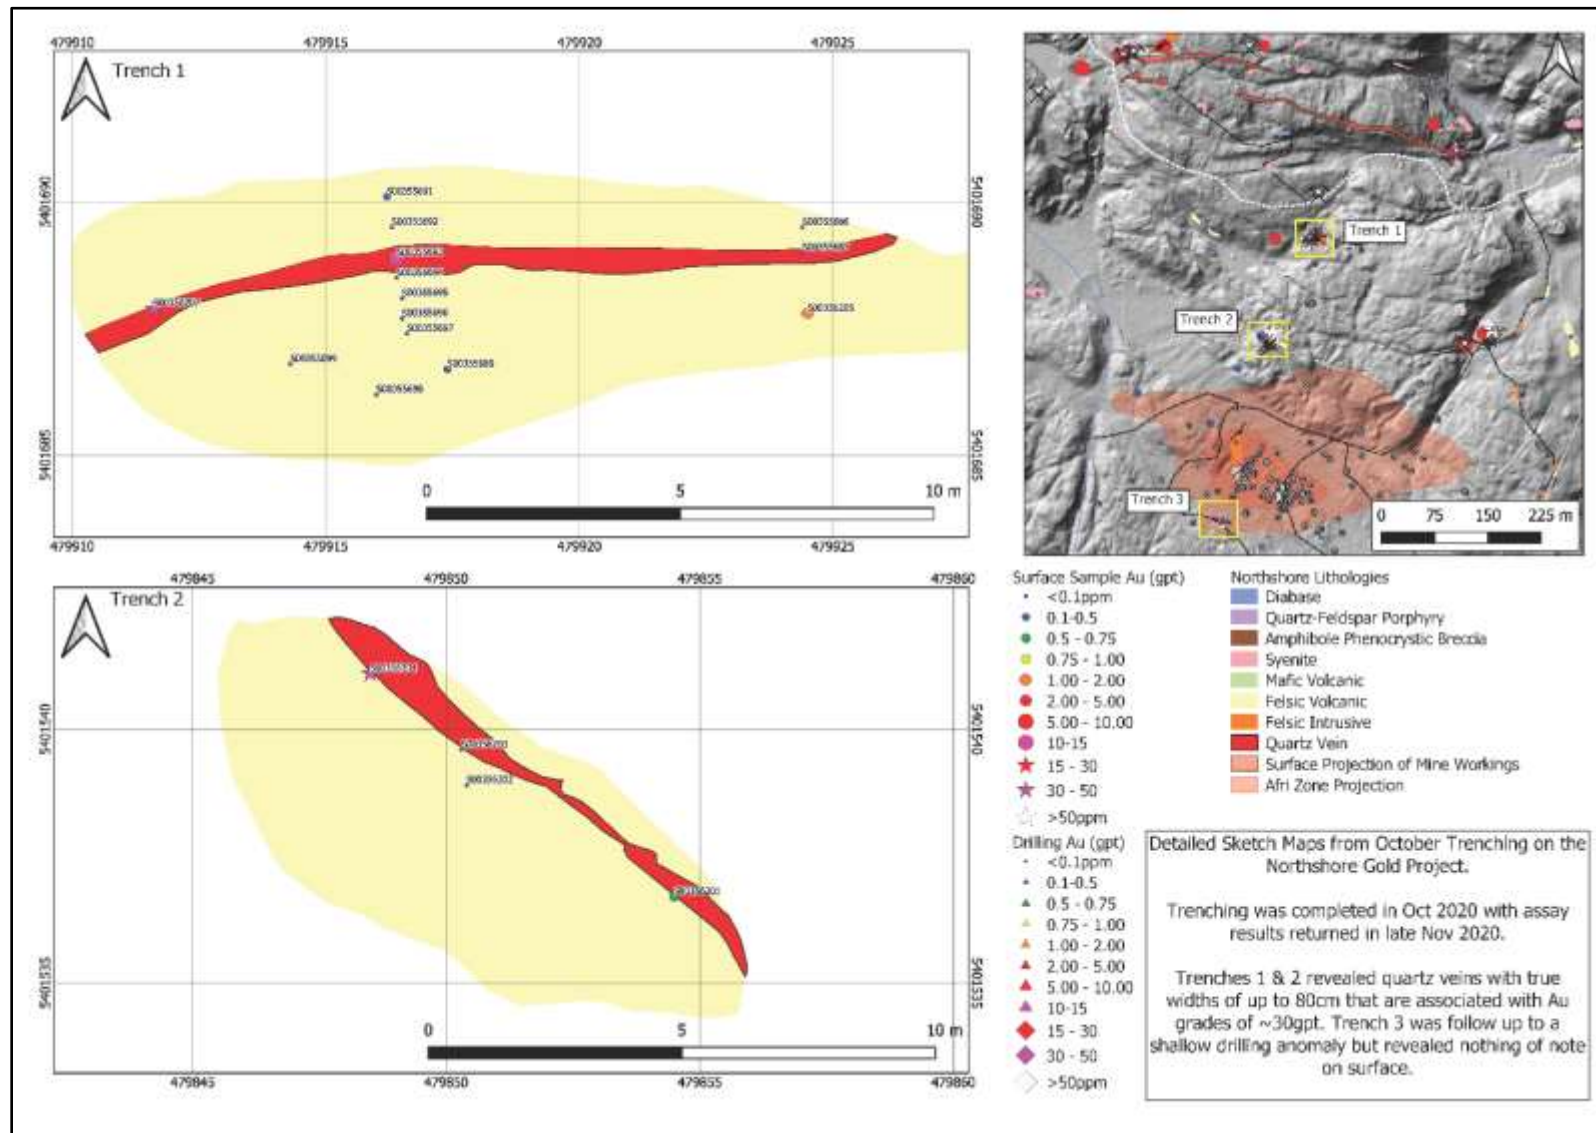 479910 479915 479920 479925
Trench 1
5401690
5401690
5401685
5401685
S00355691
S00355692
0 5 10 m
479910 479915 479920 479925
479845 479850 479855 479860
Trench 2
5401540
5401540
5401535
5401535
0 5 10 m
479845 479850 479855 479860
Trench 1
Trench 2
Trench 3
0 75 150 225 m
Surface Sample Au (gpt)
<0.1ppm
0.1-0.5
0.5 - 0.75
0.75 - 1.00
1.00 - 2.00
2.00 - 5.00
5.00 - 10.00
10-15
15 - 30
30 - 50
>50ppm
Drilling Au (gpt)
<0.1ppm
0.1-0.5
0.5 - 0.75
0.75 - 1.00
1.00 - 2.00
2.00 - 5.00
5.00 - 10.00
10-15
15 - 30
30 - 50
>50ppm
Northshore Lithologies
Diabase
Quartz-Feldspar Porphyry
Amphibole Phenocrystic Breccia
Syenite
Mafic Volcanic
Felsic Volcanic
Felsic Intrusive
Quartz Vein
Surface Projection of Mine Workings
Afri Zone Projection
Detailed Sketch Maps from October Trenching on the
Northshore Gold Project.
Trenching was completed in Oct 2020 with assay
results returned in late Nov 2020.
Trenches 1 & 2 revealed quartz veins with true
widths of up to 80cm that are associated with Au
grades of ~30gpt. Trench 3 was follow up to a
shallow drilling anomaly but revealed nothing of note
on surface.